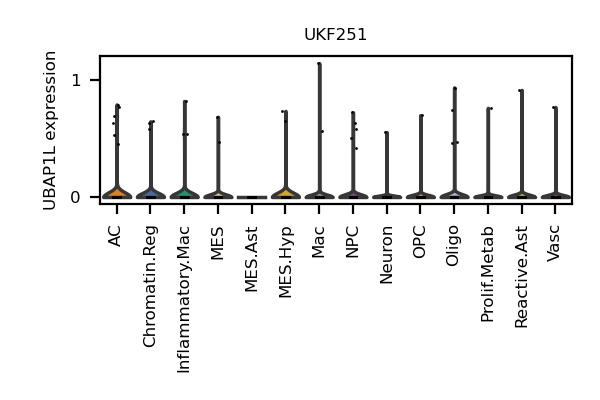 UKF251
UBAP1L expression
1
0
AC
Chromatin.Reg
Inflammatory.Mac
MES
MES.Ast
MES.Hyp
Mac
NPC
Neuron
OPC
Oligo
Prolif.Metab
Reactive.Ast
Vasc